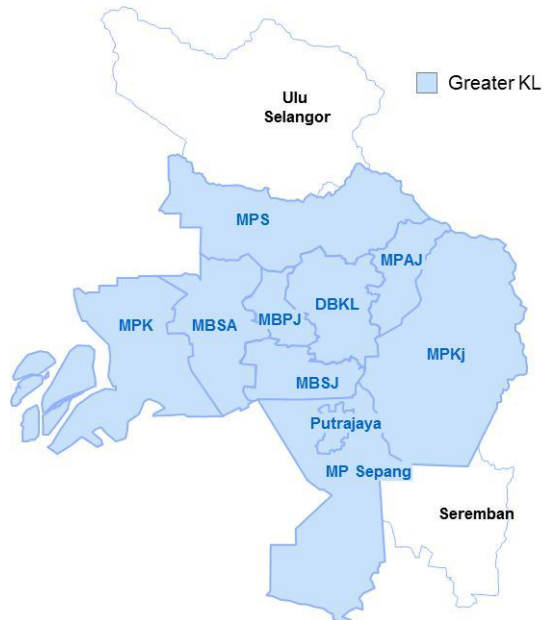 Greater KL
Ulu
Selangor
MPS
MPAJ
MPK
MBSA
MBPJ
DBKL
MPKj
MBSJ
Putrajaya
MP Sepang
Seremban